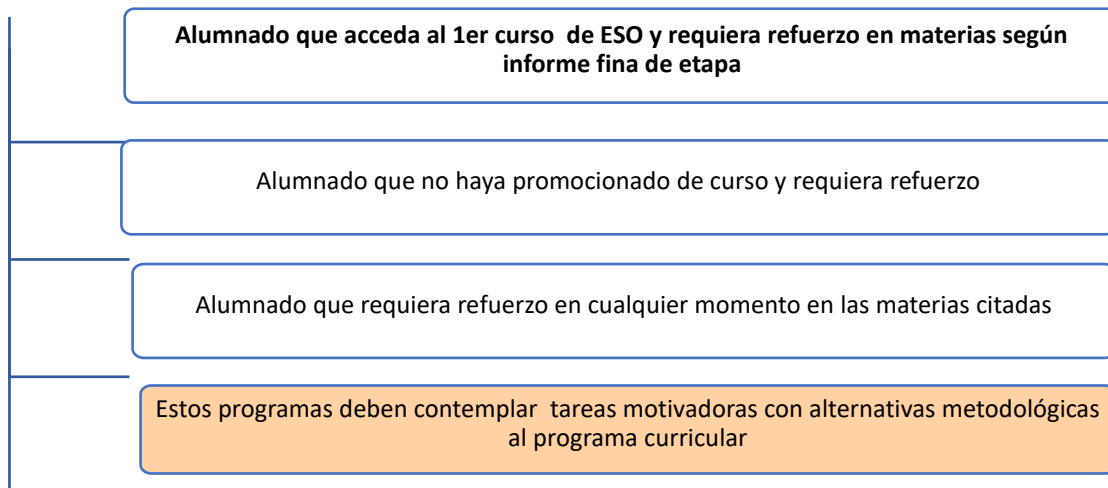 Alumnado que acceda al 1er curso de ESO y requiera refuerzo en materias según
informe fina de etapa
Alumnado que no haya promocionado de curso y requiera refuerzo
Alumnado que requiera refuerzo en cualquier momento en las materias citadas
Estos programas deben contemplar tareas motivadoras con alternativas metodológicas
al programa curricular